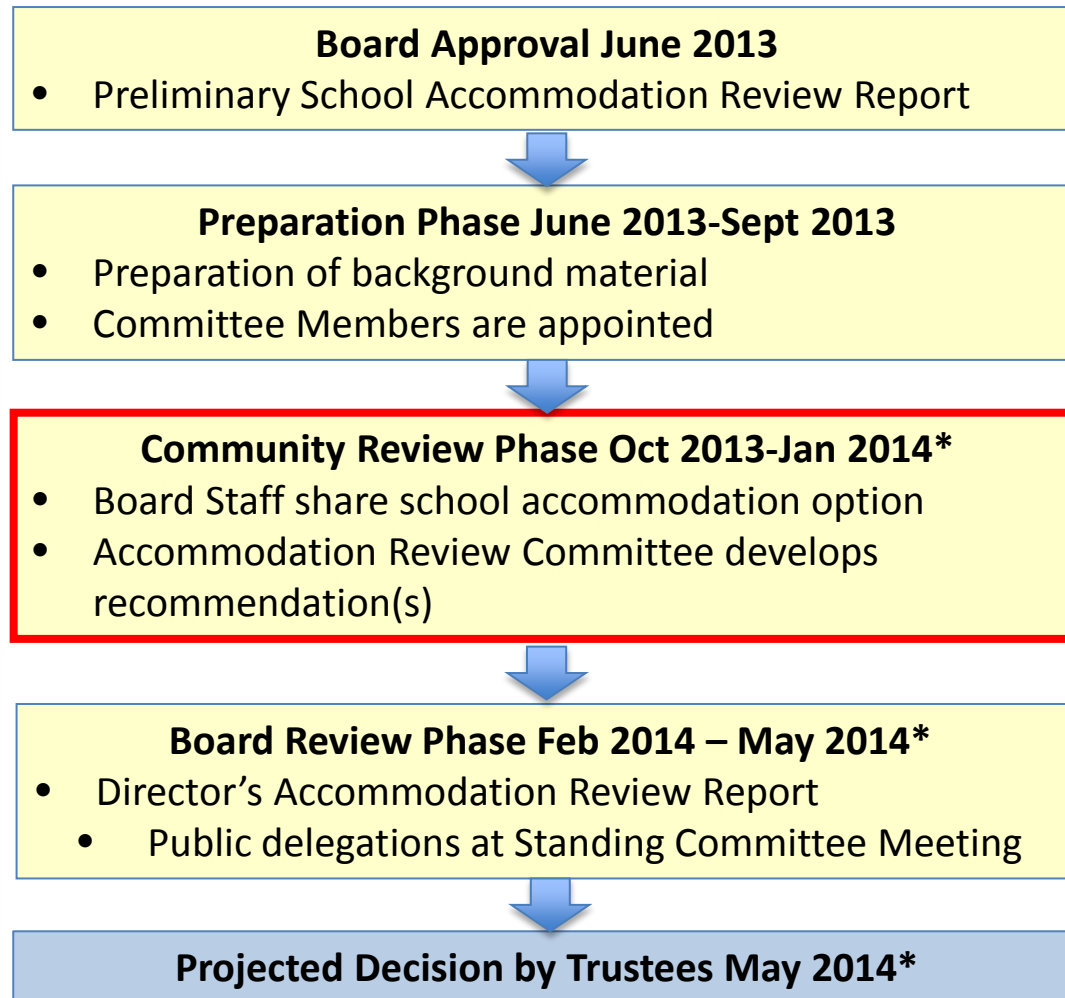 Board Approval June 2013
• Preliminary School Accommodation Review Report
Preparation Phase June 2013-Sept 2013
• Preparation of background material
• Committee Members are appointed
Community Review Phase Oct 2013-Jan 2014*
• Board Staff share school accommodation option
• Accommodation Review Committee develops
recommendation(s)
Board Review Phase Feb 2014 – May 2014*
• Director’s Accommodation Review Report
• Public delegations at Standing Committee Meeting
Projected Decision by Trustees May 2014*